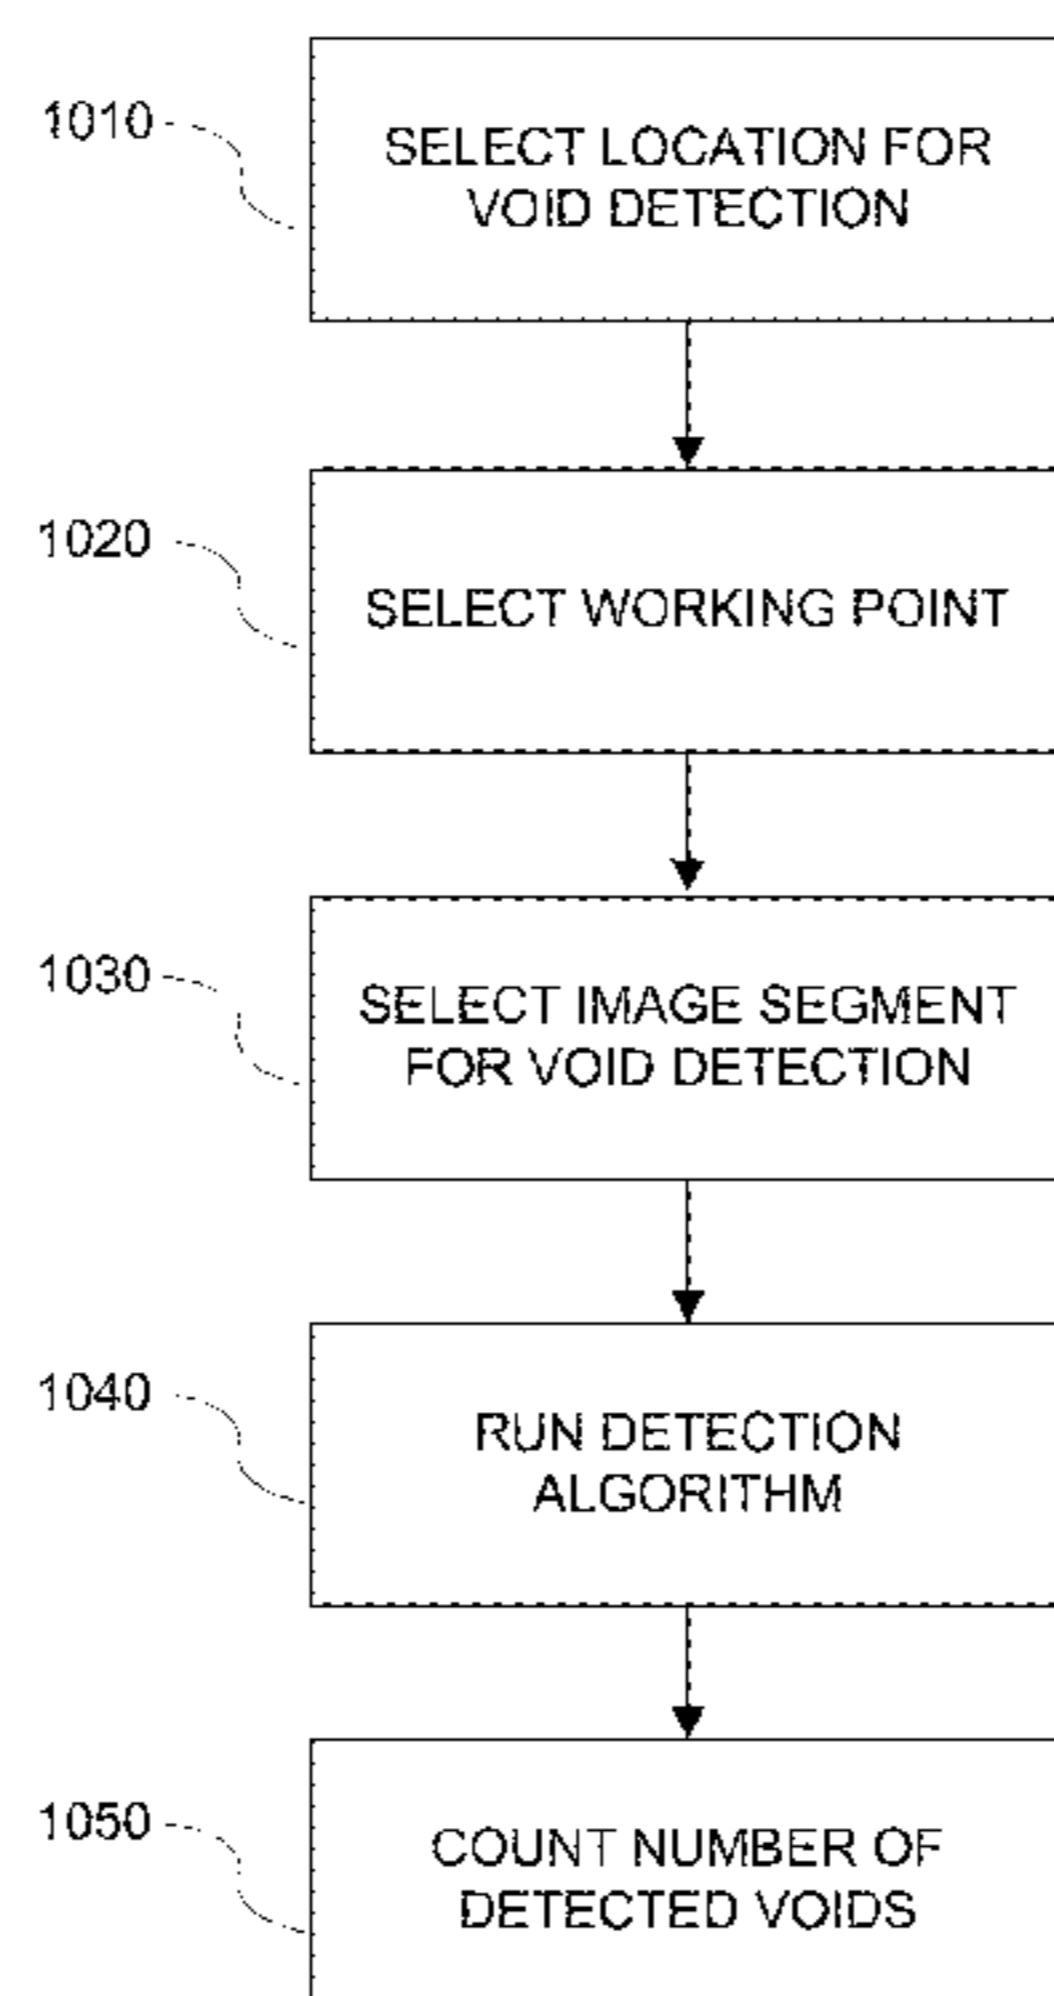 1010
SELECT LOCATION FOR
VOID DETECTION
1020
SELECT WORKING POINT
1030
SELECT IMAGE SEGMENT
FOR VOID DETECTION
1040
RUN DETECTION
ALGORITHM
1050
COUNT NUMBER OF
DETECTED VOIDS